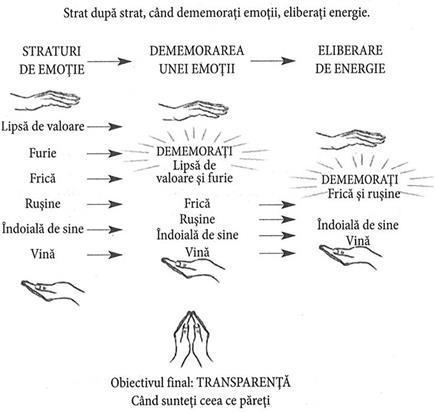 Strat după strat, când dememorați emoții, eliberați energie.
STRATURI
DE EMOȚIE
DEMEMORAREA
UNEI EMOȚII
ELIBERARE
DE ENERGIE
Lipsă de valoare
Furie
Frică
Rușine
Îndoială de sine
Vină
DEMEMORAȚI
Lipsă de
valoare și furie
Frică
Rușine
Îndoială de sine
Vină
DEMEMORAȚI
Frică și rușine
Îndoială de sine
Vină
Obiectivul final: TRANSPARENȚĂ
Când sunteți ceea ce păreți